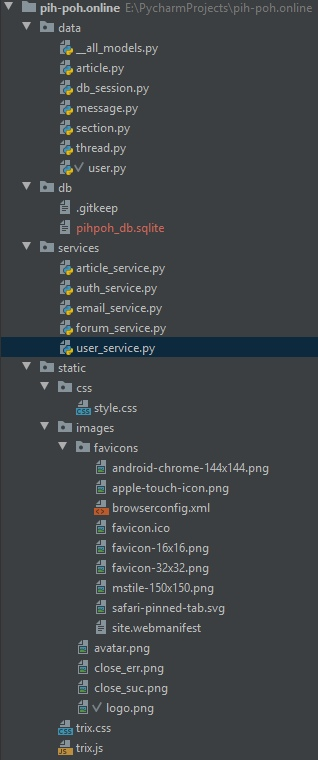 pih-poh.online E:\PycharmProjects\pih-poh.online
data
__all_models.py
article.py
db_session.py
message.py
section.py
thread.py
user.py
db
.gitkeep
pihpoh_db.sqlite
services
article_service.py
auth_service.py
email_service.py
forum_service.py
user_service.py
static
css
style.css
images
favicons
android-chrome-144x144.png
apple-touch-icon.png
browserconfig.xml
favicon.ico
favicon-16x16.png
favicon-32x32.png
mstile-150x150.png
safari-pinned-tab.svg
site.webmanifest
avatar.png
close_err.png
close_suc.png
logo.png
trix.css
trix.js